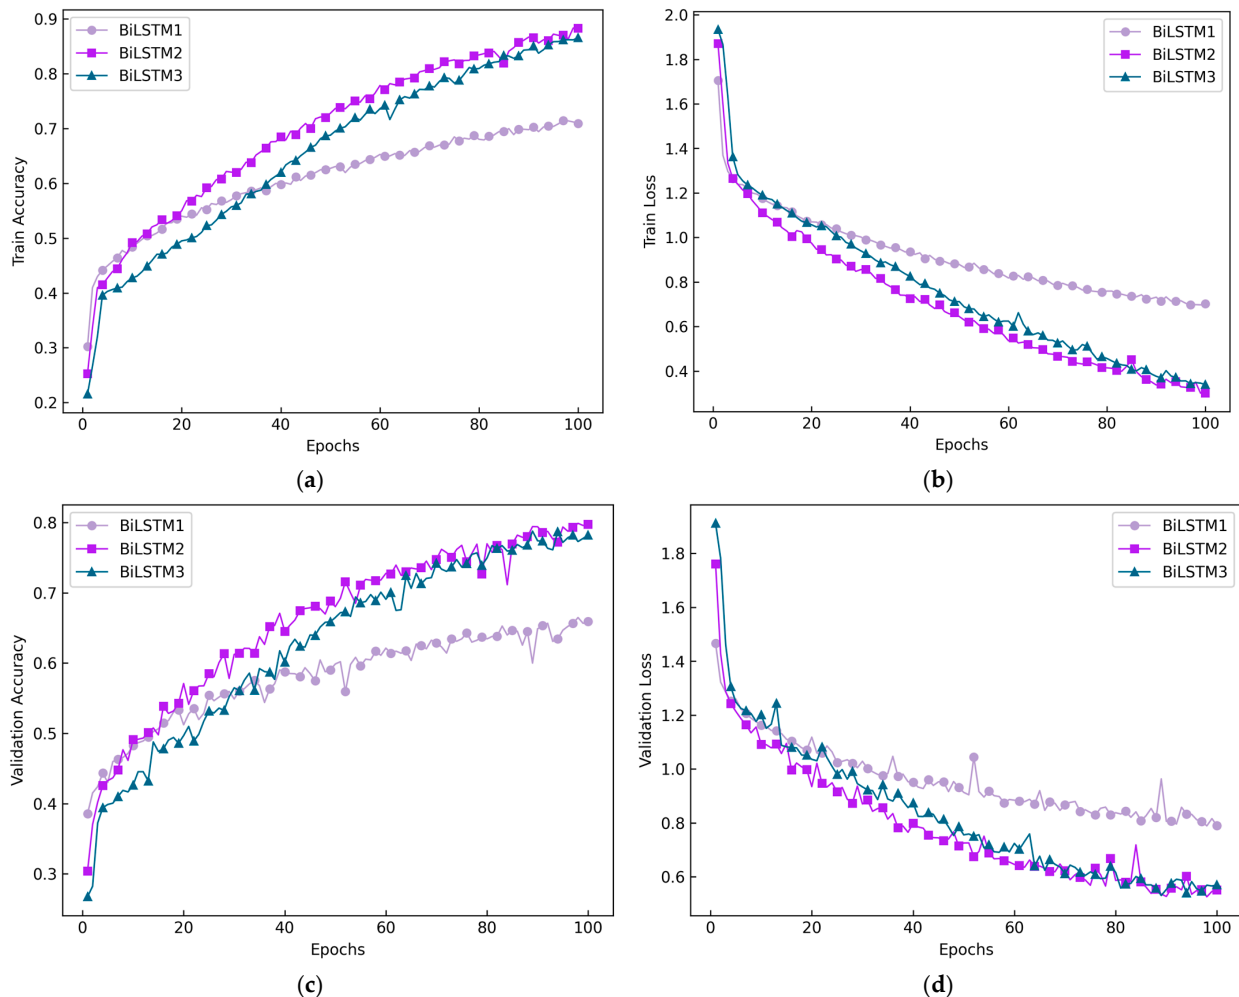 BiLSTM1
BiLSTM2
BiLSTM3
0.9
0.8
0.7
0.6
0.5
0.4
0.3
0.2
Train Accuracy
0
20
40
60
80
100
Epochs
(a)
BiLSTM1
BiLSTM2
BiLSTM3
2.0
1.8
1.6
1.4
1.2
1.0
0.8
0.6
0.4
Train Loss
0
20
40
60
80
100
Epochs
(b)
BiLSTM1
BiLSTM2
BiLSTM3
0.8
0.7
0.6
0.5
0.4
0.3
Validation Accuracy
0
20
40
60
80
100
Epochs
(c)
BiLSTM1
BiLSTM2
BiLSTM3
1.8
1.6
1.4
1.2
1.0
0.8
0.6
Validation Loss
0
20
40
60
80
100
Epochs
(d)